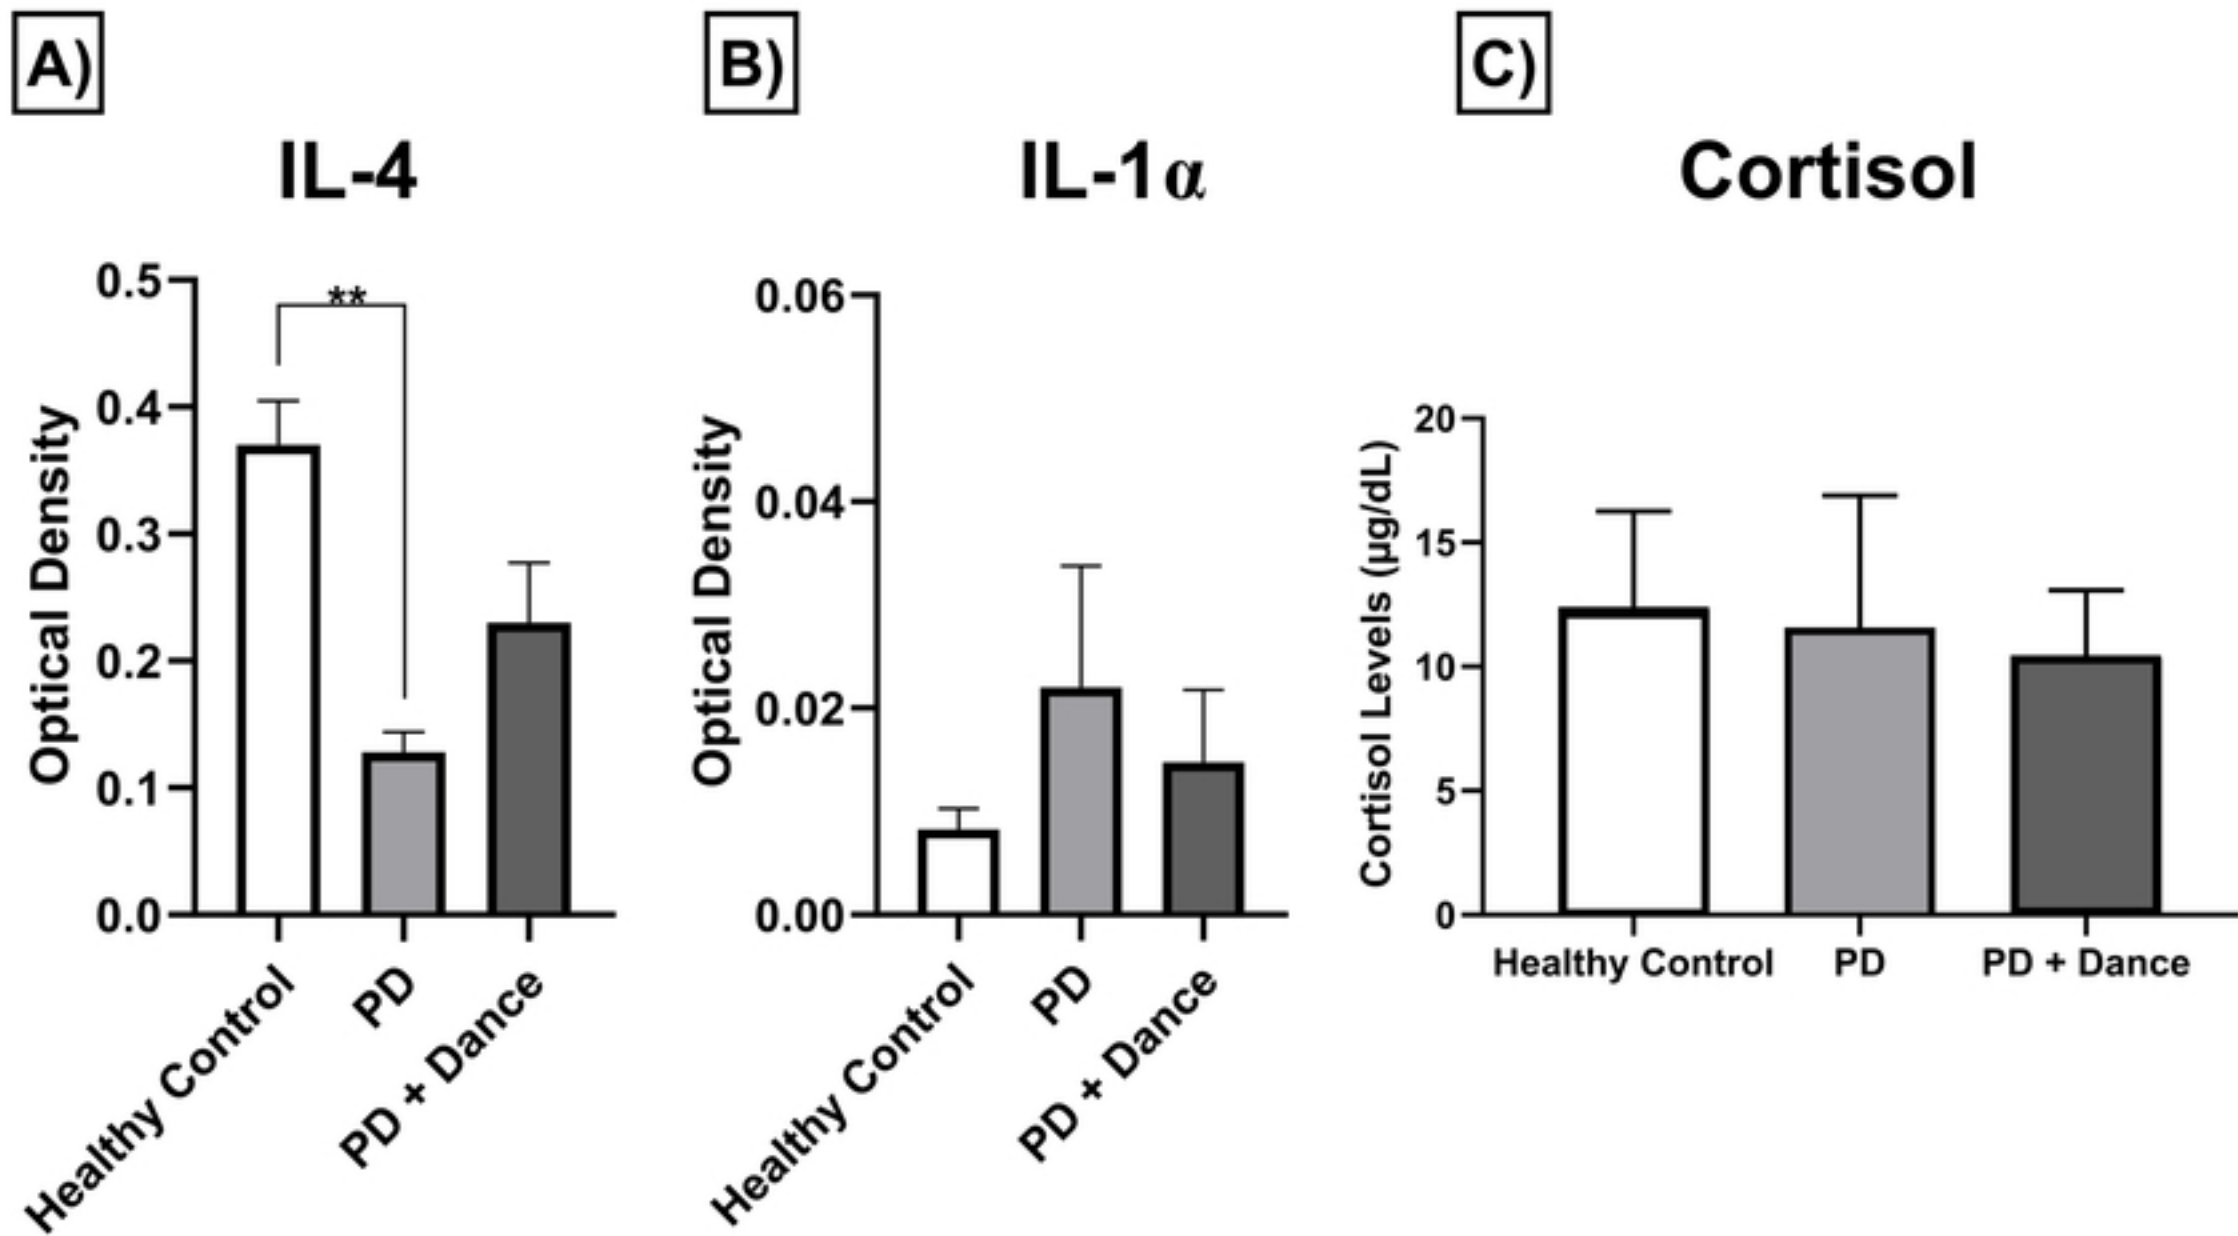 A)
IL-4
Optical Density
0.5
0.4
0.3
0.2
0.1
0.0
**
Healthy Control
PD
PD + Dance
B)
IL-1α
Optical Density
0.06
0.04
0.02
0.00
Healthy Control
PD
PD + Dance
C)
Cortisol
Cortisol Levels (µg/dL)
20
15
10
5
0
Healthy Control
PD
PD + Dance